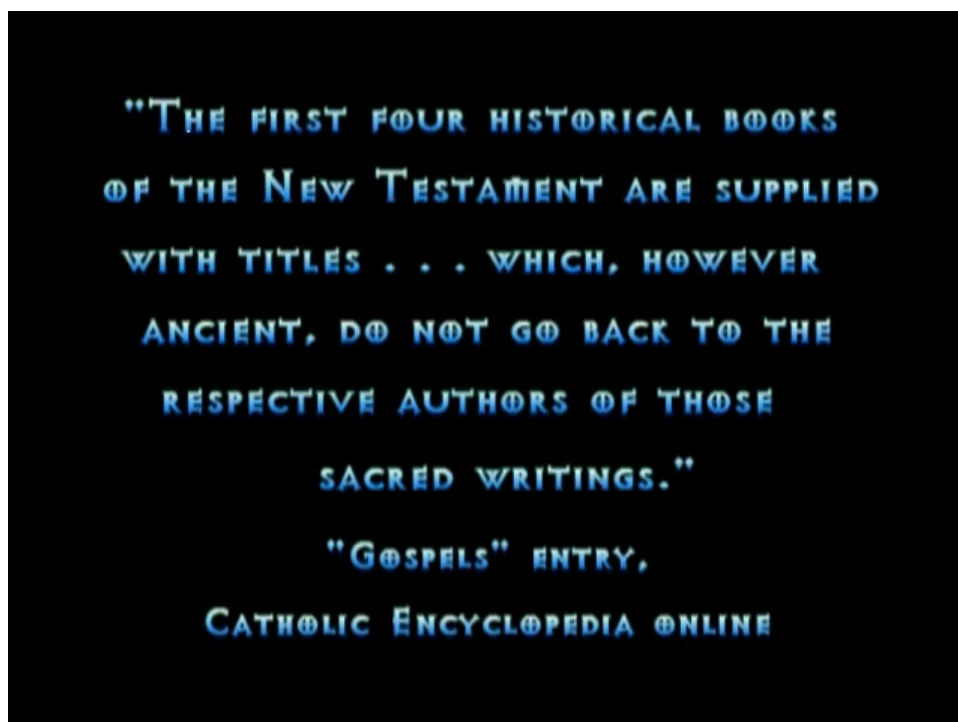 "The first four historical books
of the New Testament are supplied
with titles . . . which, however
ancient, do not go back to the
respective authors of those
sacred writings."
"Gospels" entry,
Catholic Encyclopedia online